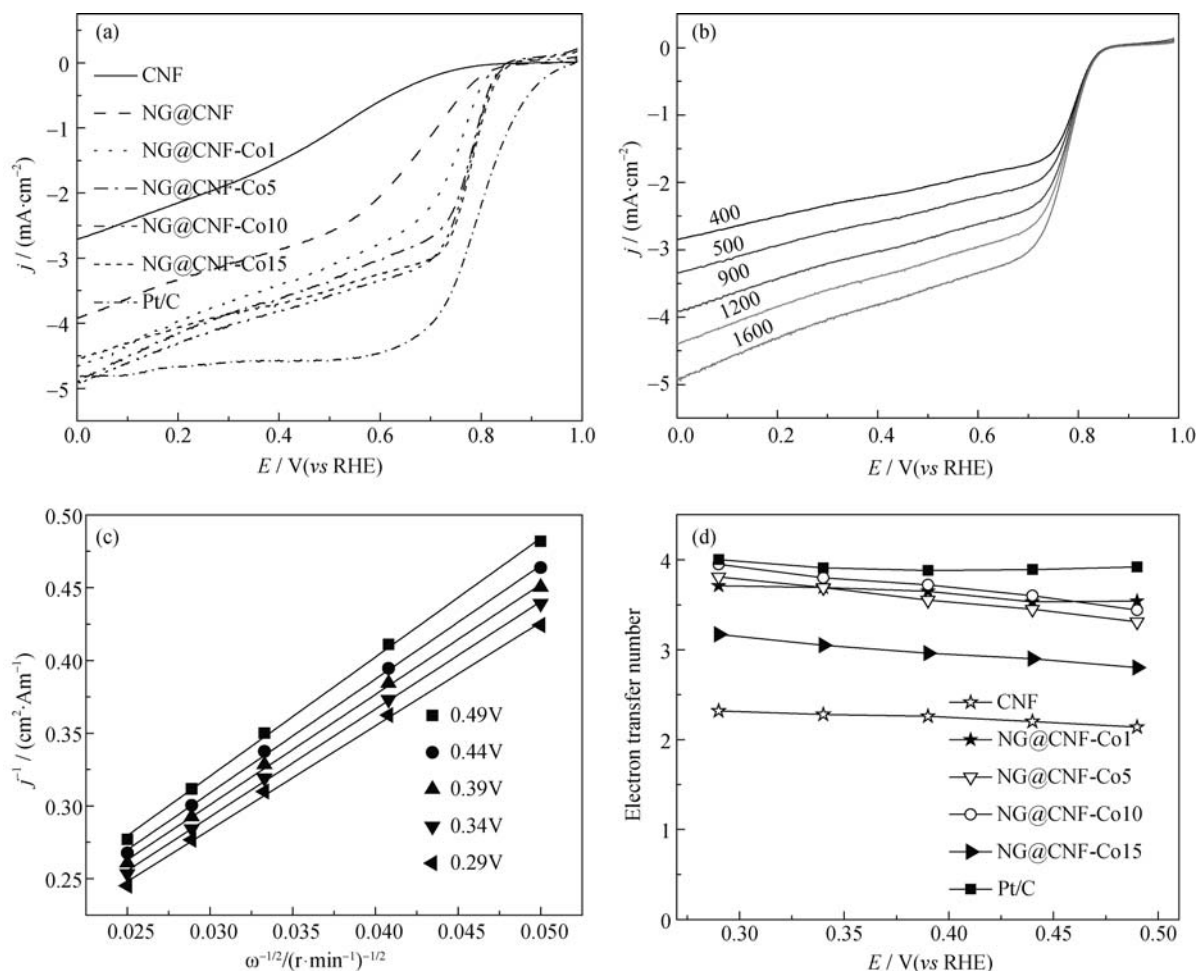 (a)
0
-1
-2
-3
-4
-5
CNF
NG@CNF
NG@CNF-Co1
NG@CNF-Co5
NG@CNF-Co10
NG@CNF-Co15
Pt/C
0.0 0.2 0.4 0.6 0.8 1.0
E / V(vs RHE)
j / (mA·cm⁻²)
(b)
0
-1
-2
-3
-4
-5
400
500
900
1200
1600
0.0 0.2 0.4 0.6 0.8 1.0
E / V(vs RHE)
j / (mA·cm⁻²)
(c)
0.50
0.45
0.40
0.35
0.30
0.25
0.49V
0.44V
0.39V
0.34V
0.29V
0.025 0.030 0.035 0.040 0.045 0.050
ω⁻¹/²/(r·min⁻¹)⁻¹/²
j⁻¹ / (cm²·Am⁻¹)
(d)
4
3
2
1
0
CNF
NG@CNF-Co1
NG@CNF-Co5
NG@CNF-Co10
NG@CNF-Co15
Pt/C
0.30 0.35 0.40 0.45 0.50
E / V(vs RHE)
Electron transfer number